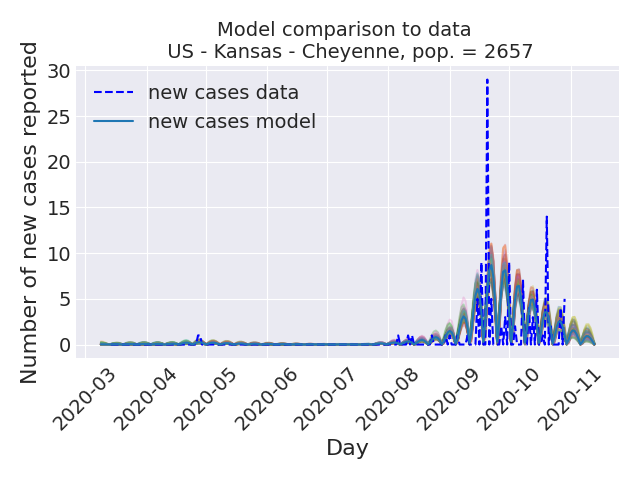 Model comparison to data
US - Kansas - Cheyenne, pop. = 2657
new cases data
new cases model
Number of new cases reported
30
25
20
15
10
5
0
2020-03
2020-04
2020-05
2020-06
2020-07
2020-08
2020-09
2020-10
2020-11
Day